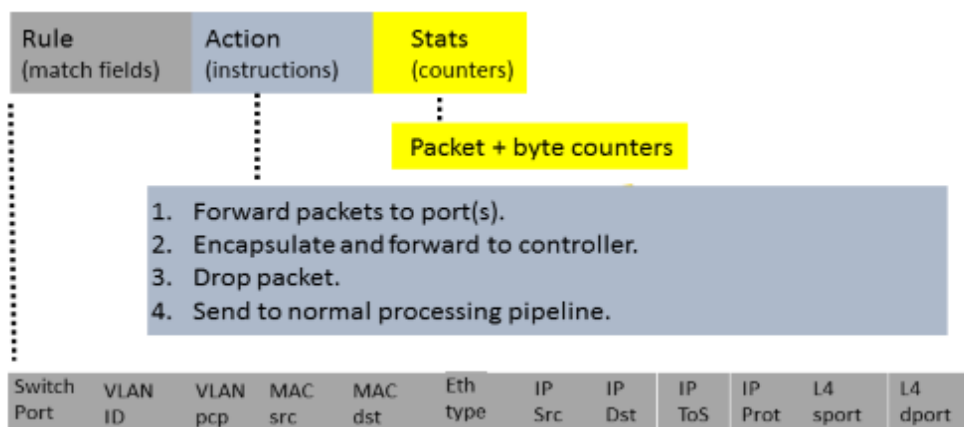 Rule Action Stats
(match fields) (instructions) (counters)
Packet + byte counters
1. Forward packets to port(s).
2. Encapsulate and forward to controller.
3. Drop packet.
4. Send to normal processing pipeline.
Switch VLAN VLAN MAC MAC Eth IP IP IP IP L4 L4
Port ID pcp src dst type Src Dst ToS Prot sport dport